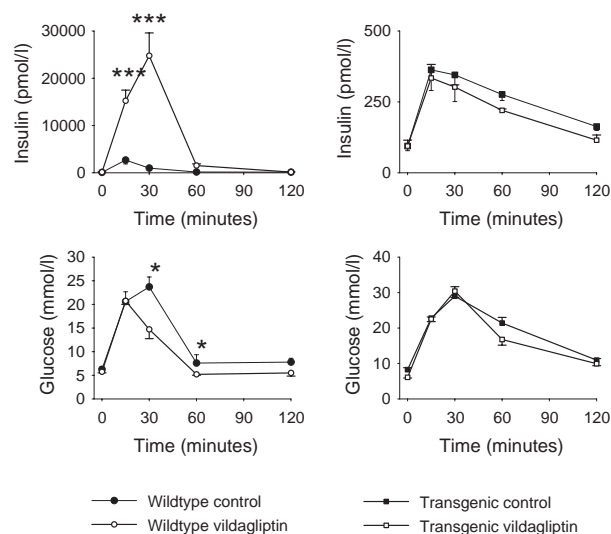 Insulin (pmol/l)
30000
20000
10000
0
***
***
0 30 60 90 120
Time (minutes)
Insulin (pmol/l)
500
250
0
0 30 60 90 120
Time (minutes)
Glucose (mmol/l)
30
25
20
15
10
5
0
*
*
0 30 60 90 120
Time (minutes)
Glucose (mmol/l)
40
30
20
10
0
0 30 60 90 120
Time (minutes)
Wildtype control
Wildtype vildagliptin
Transgenic control
Transgenic vildagliptin